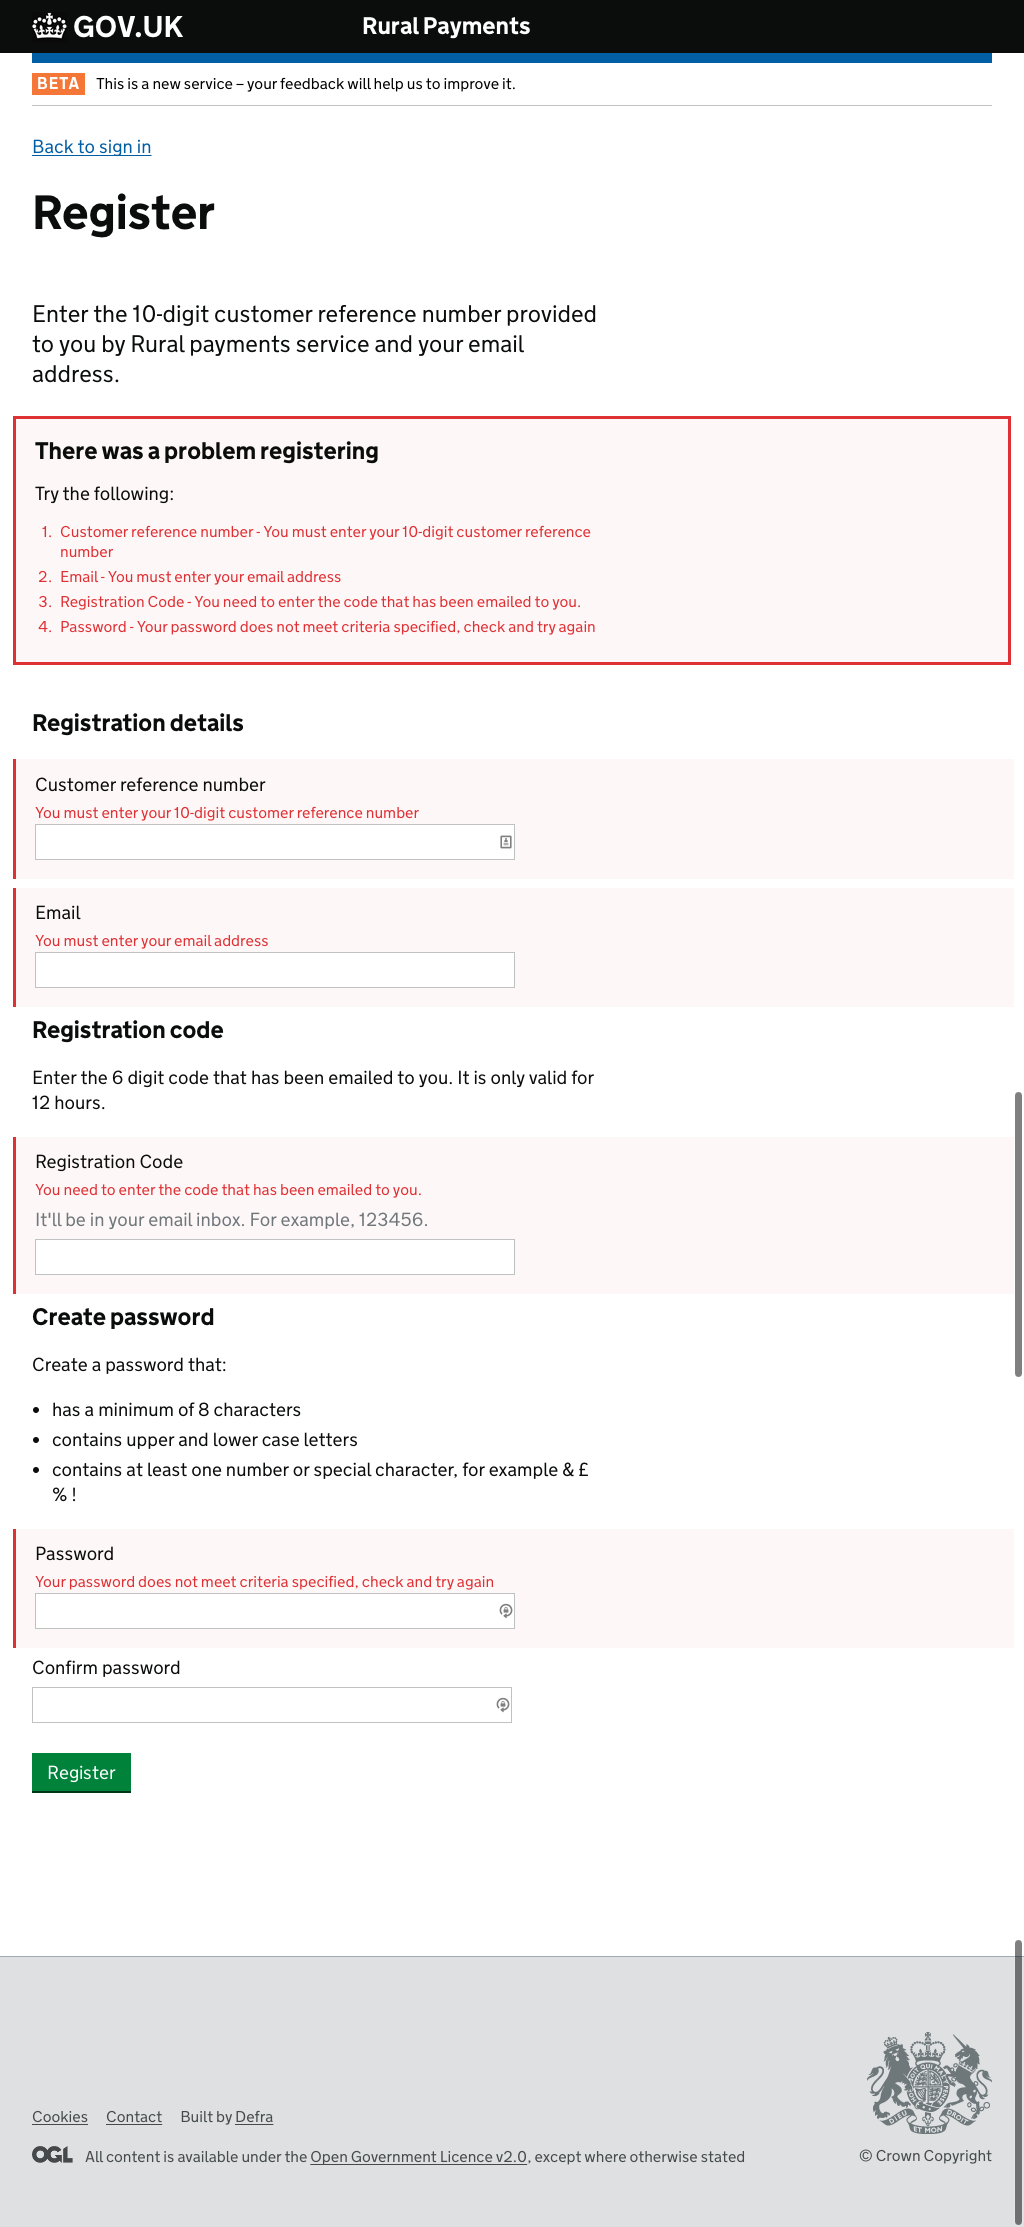 GOV.UK Rural Payments
BETA This is a new service – your feedback will help us to improve it.
Back to sign in
Register
Enter the 10-digit customer reference number provided
to you by Rural payments service and your email
address.
There was a problem registering
Try the following:
1. Customer reference number - You must enter your 10-digit customer reference
number
2. Email - You must enter your email address
3. Registration Code - You need to enter the code that has been emailed to you.
4. Password - Your password does not meet criteria specified, check and try again
Registration details
Customer reference number
You must enter your 10-digit customer reference number
Email
You must enter your email address
Registration code
Enter the 6 digit code that has been emailed to you. It is only valid for
12 hours.
Registration Code
You need to enter the code that has been emailed to you.
It'll be in your email inbox. For example, 123456.
Create password
Create a password that:
• has a minimum of 8 characters
• contains upper and lower case letters
• contains at least one number or special character, for example & £
% !
Password
Your password does not meet criteria specified, check and try again
Confirm password
Register
Cookies Contact Built by Defra
OGL All content is available under the Open Government Licence v2.0, except where otherwise stated
DIEU ET MON DROIT
© Crown Copyright